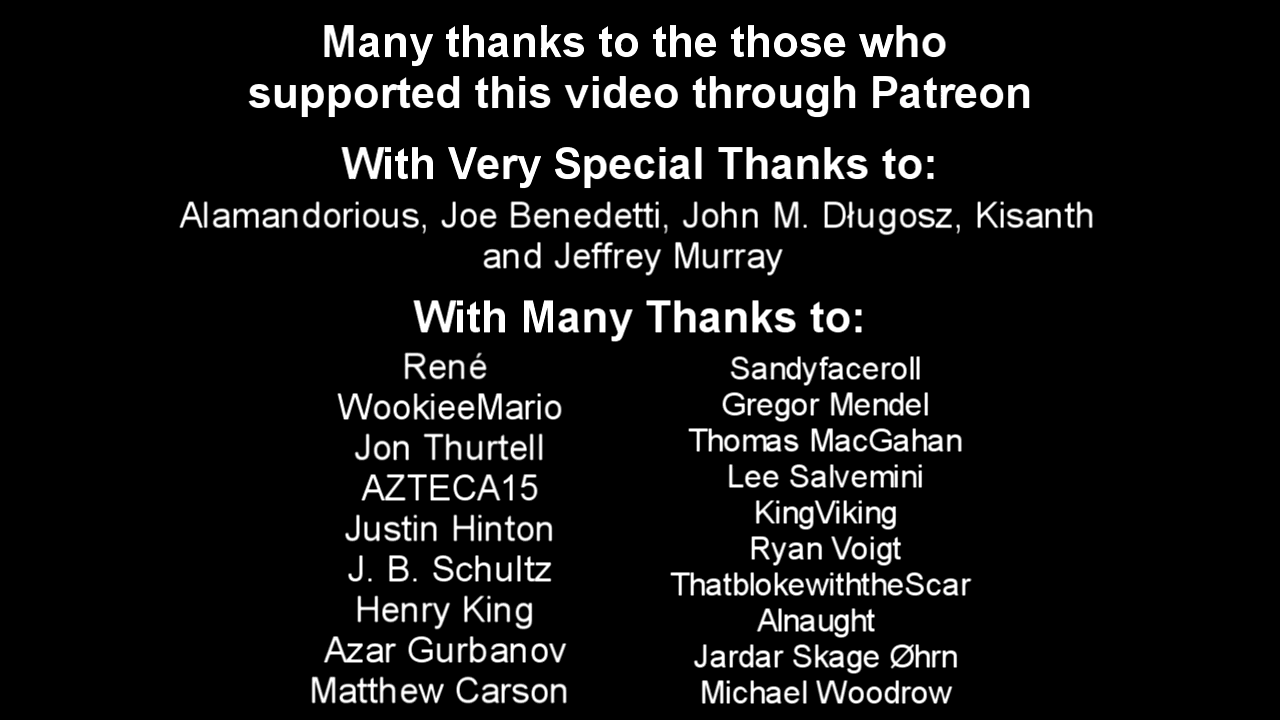 Many thanks to the those who
supported this video through Patreon
With Very Special Thanks to:
Alamandorious, Joe Benedetti, John M. Długosz, Kisanth
and Jeffrey Murray
With Many Thanks to:
René
WookieeMario
Jon Thurtell
AZTECA15
Justin Hinton
J. B. Schultz
Henry King
Azar Gurbanov
Matthew Carson
Sandyfaceroll
Gregor Mendel
Thomas MacGahan
Lee Salvemini
KingViking
Ryan Voigt
ThatblokewiththeScar
Alnaught
Jardar Skage Øhrn
Michael Woodrow